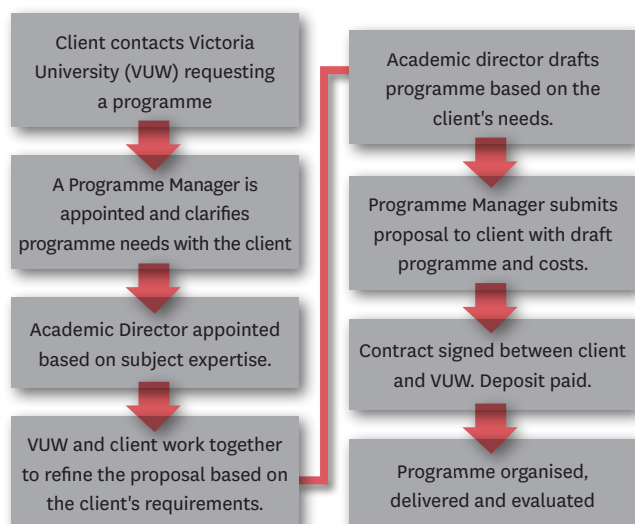 Client contacts Victoria
University (VUW) requesting
a programme
A Programme Manager is
appointed and clarifies
programme needs with the client
Academic Director appointed
based on subject expertise.
VUW and client work together
to refine the proposal based on
the client's requirements.
Academic director drafts
programme based on the
client's needs.
Programme Manager submits
proposal to client with draft
programme and costs.
Contract signed between client
and VUW. Deposit paid.
Programme organised,
delivered and evaluated